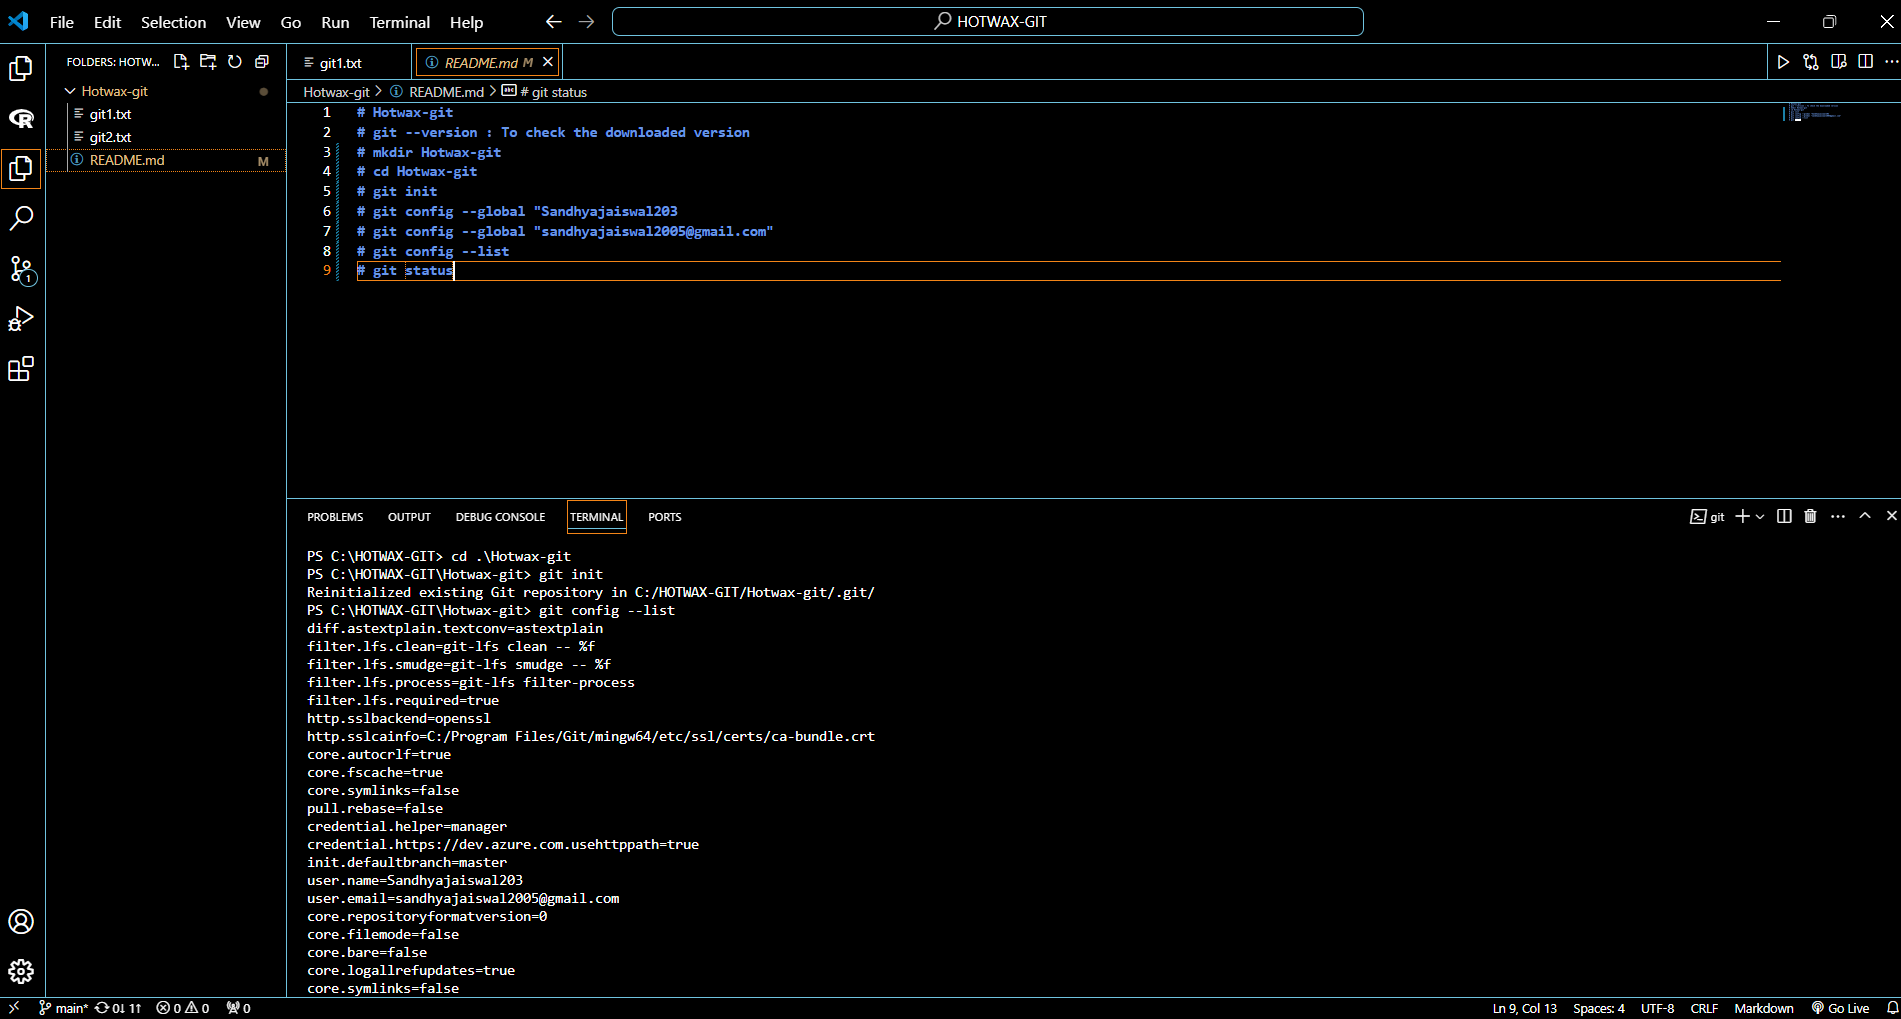 File Edit Selection View Go Run Terminal Help
HOTWAX-GIT
FOLDERS: HOTW...
Hotwax-git
git1.txt
git2.txt
README.md M
1
git1.txt
README.md M
Hotwax-git > README.md > # git status
1 # Hotwax-git
2 # git --version : To check the downloaded version
3 # mkdir Hotwax-git
4 # cd Hotwax-git
5 # git init
6 # git config --global "Sandhyajaiswal203
7 # git config --global "sandhyajaiswal2005@gmail.com"
8 # git config --list
9 # git status
PROBLEMS OUTPUT DEBUG CONSOLE TERMINAL PORTS
git
PS C:\HOTWAX-GIT> cd .\Hotwax-git
PS C:\HOTWAX-GIT\Hotwax-git> git init
Reinitialized existing Git repository in C:/HOTWAX-GIT/Hotwax-git/.git/
PS C:\HOTWAX-GIT\Hotwax-git> git config --list
diff.astextplain.textconv=astextplain
filter.lfs.clean=git-lfs clean -- %f
filter.lfs.smudge=git-lfs smudge -- %f
filter.lfs.process=git-lfs filter-process
filter.lfs.required=true
http.sslbackend=openssl
http.sslcainfo=C:/Program Files/Git/mingw64/etc/ssl/certs/ca-bundle.crt
core.autocrlf=true
core.fscache=true
core.symlinks=false
pull.rebase=false
credential.helper=manager
credential.https://dev.azure.com.usehttppath=true
init.defaultbranch=master
user.name=Sandhyajaiswal203
user.email=sandhyajaiswal2005@gmail.com
core.repositoryformatversion=0
core.filemode=false
core.bare=false
core.logallrefupdates=true
core.symlinks=false
main* 0↓ 1↑ 0 0 0 Ln 9, Col 13 Spaces: 4 UTF-8 CRLF Markdown Go Live